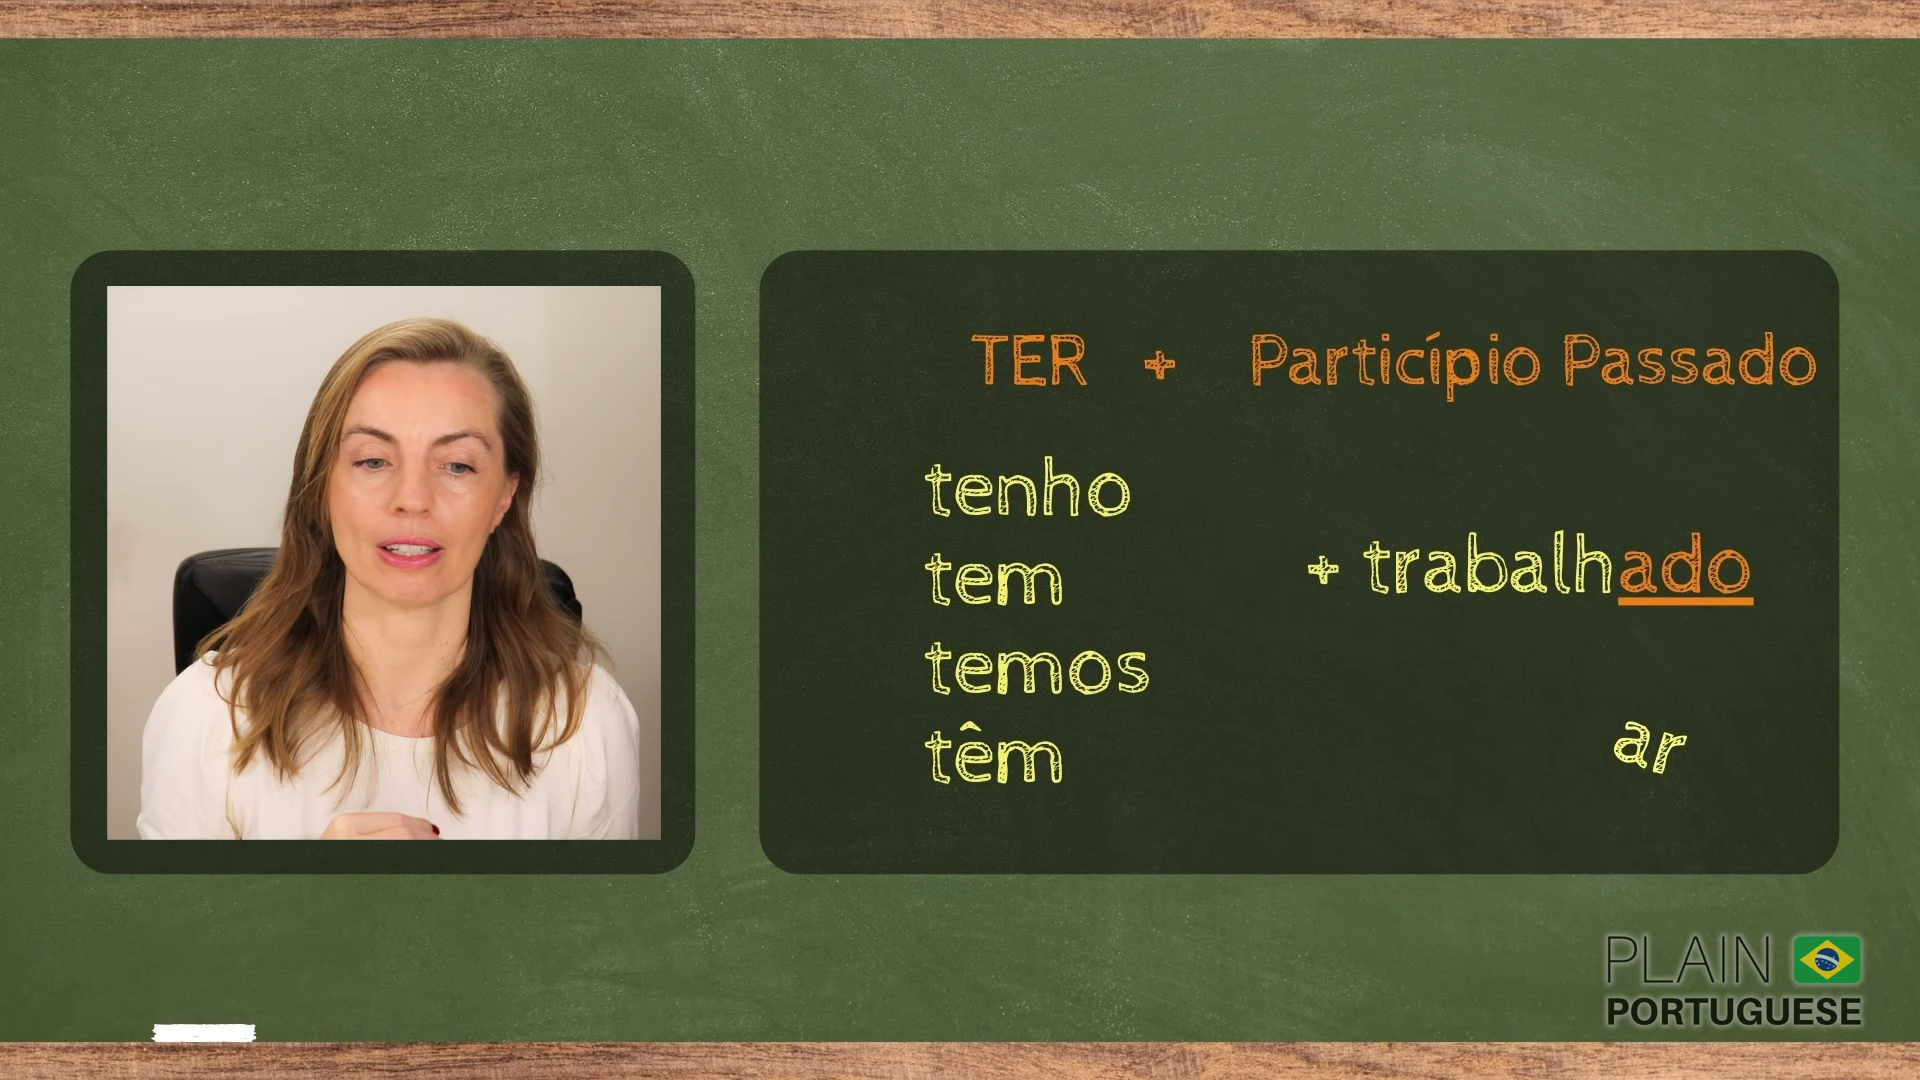 TER + Particípio Passado
tenho
tem
temos
têm
+ trabalhado
ar
PLAIN
PORTUGUESE